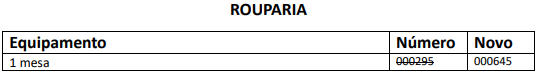 ROUPARIA
Equipamento Número Novo
1 mesa 000295 000645